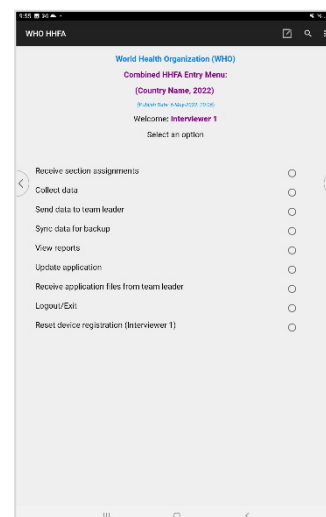 9:55
WHO HHFA
World Health Organization (WHO)
Combined HHFA Entry Menu:
(Country Name, 2022)
Welcome: Interviewer 1
Select an option
Receive section assignments
Collect data
Send data to team leader
Sync data for backup
View reports
Update application
Receive application files from team leader
Logout/Exit
Reset device registration (Interviewer 1)